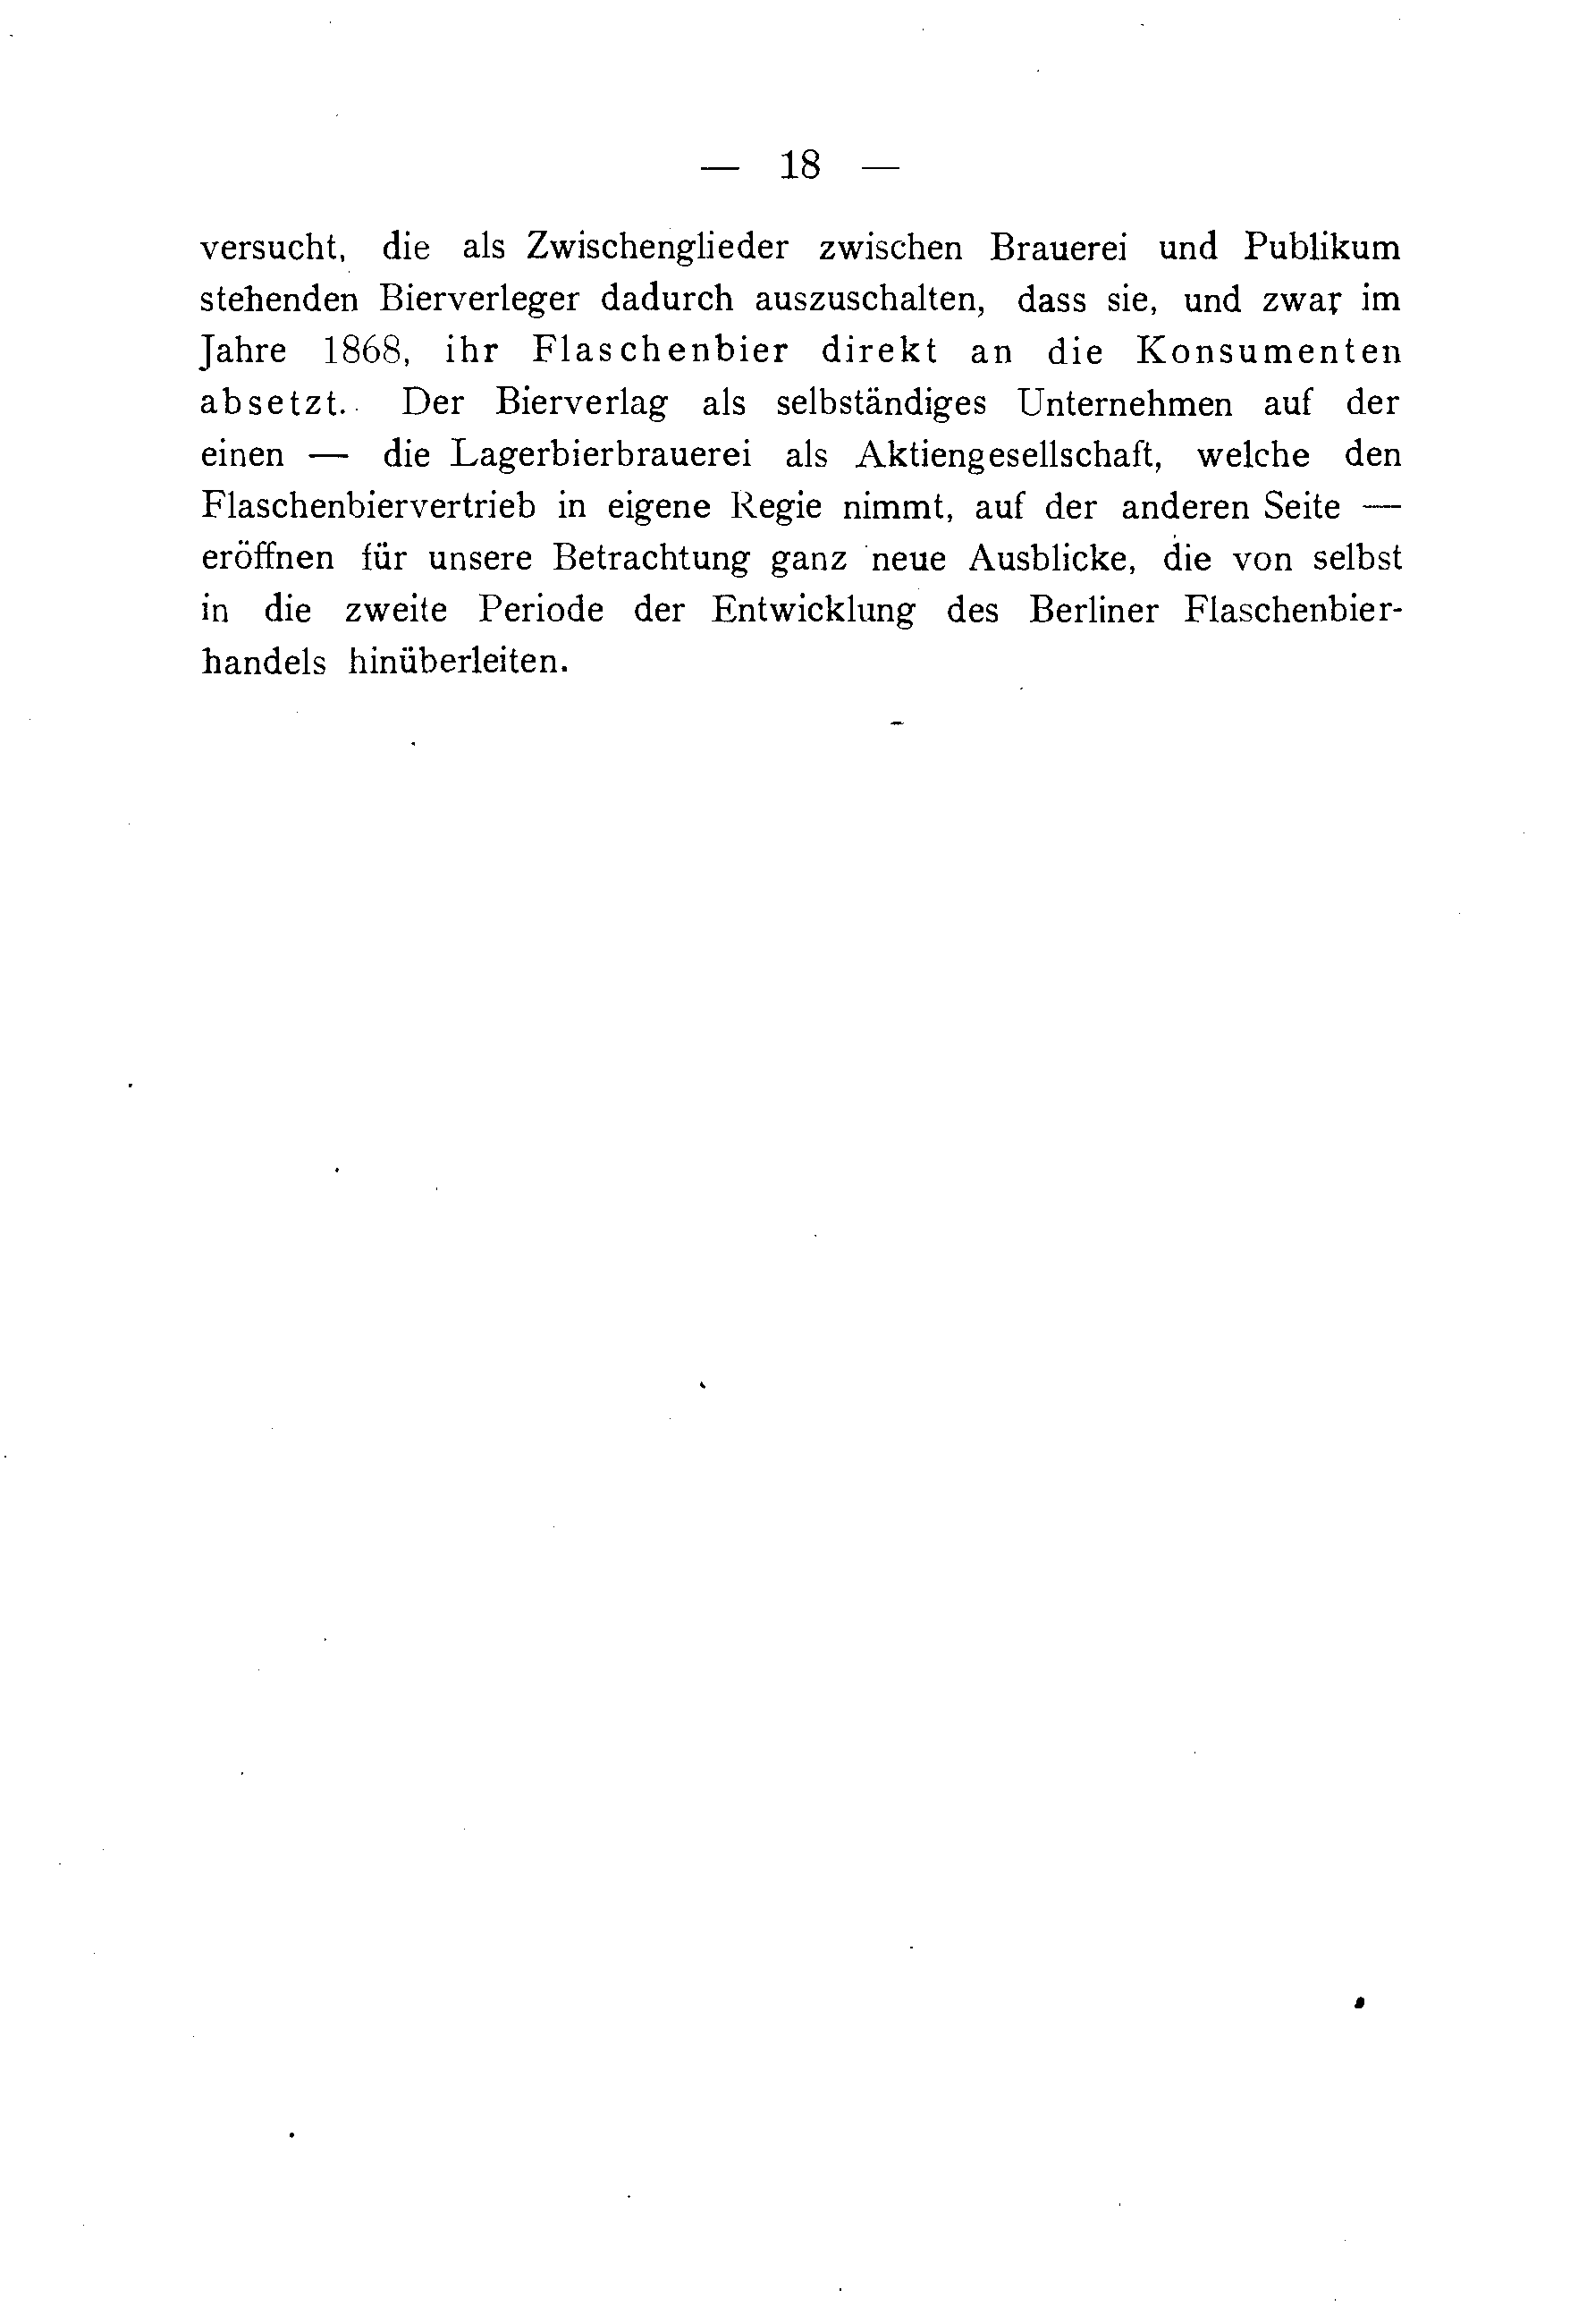 — 18 —
versucht, die als Zwischenglieder zwischen Brauerei und Publikum
stehenden Bierverleger dadurch auszuschalten, dass sie, und zwar im
Jahre 1868, ihr Flaschenbier direkt an die Konsumenten
absetzt. Der Bierverlag als selbständiges Unternehmen auf der
einen — die Lagerbierbrauerei als Aktiengesellschaft, welche den
Flaschenbiervertrieb in eigene Regie nimmt, auf der anderen Seite —
eröffnen für unsere Betrachtung ganz neue Ausblicke, die von selbst
in die zweite Periode der Entwicklung des Berliner Flaschenbier-
handels hinüberleiten.